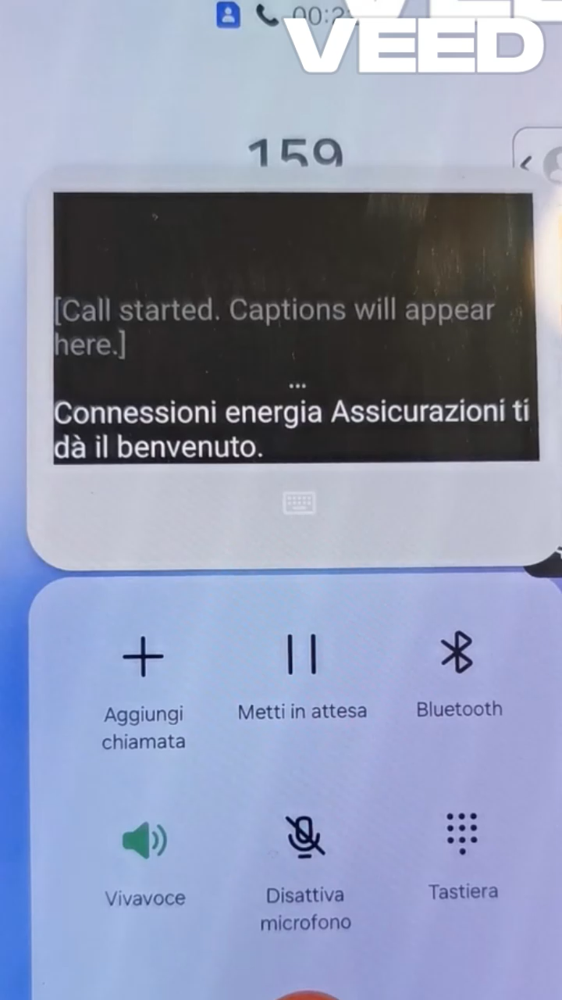 00:2
VEED
159
[Call started. Captions will appear
here.]
...
Connessioni energia Assicurazioni ti
dà il benvenuto.
Aggiungi
chiamata
Metti in attesa
Bluetooth
Vivavoce
Disattiva
microfono
Tastiera